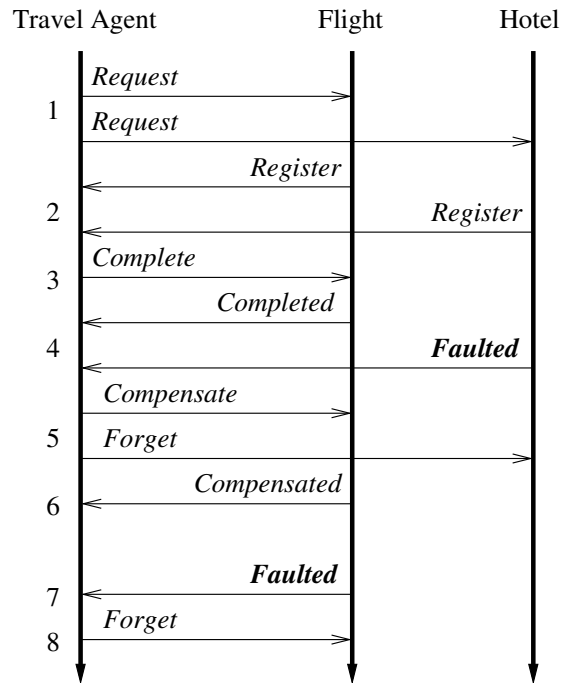 Travel Agent Flight Hotel
Request
1
Request
Register
2 Register
Complete
3
Completed
4 Faulted
Compensate
5 Forget
Compensated
6
Faulted
7
Forget
8